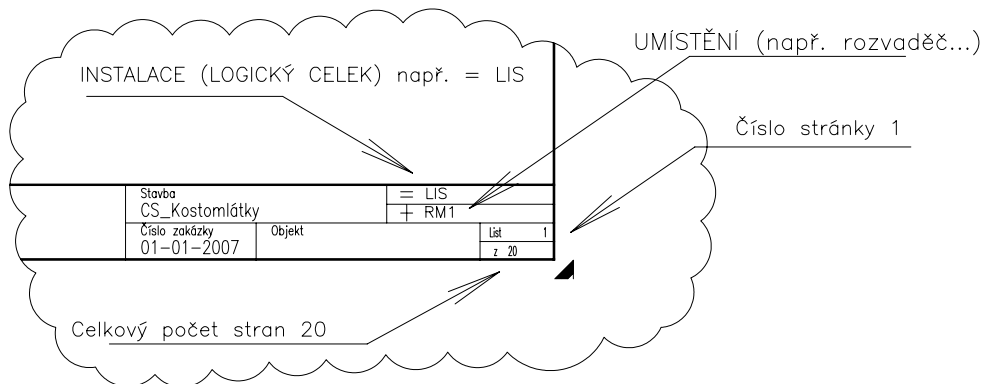 UMÍSTĚNÍ (např. rozvaděč...)
INSTALACE (LOGICKÝ CELEK) např. = LIS
Číslo stránky 1
Stavba
CS_Kostomlátky
= LIS
+ RM1
Číslo zakázky
01-01-2007
Objekt
List 1
z 20
Celkový počet stran 20